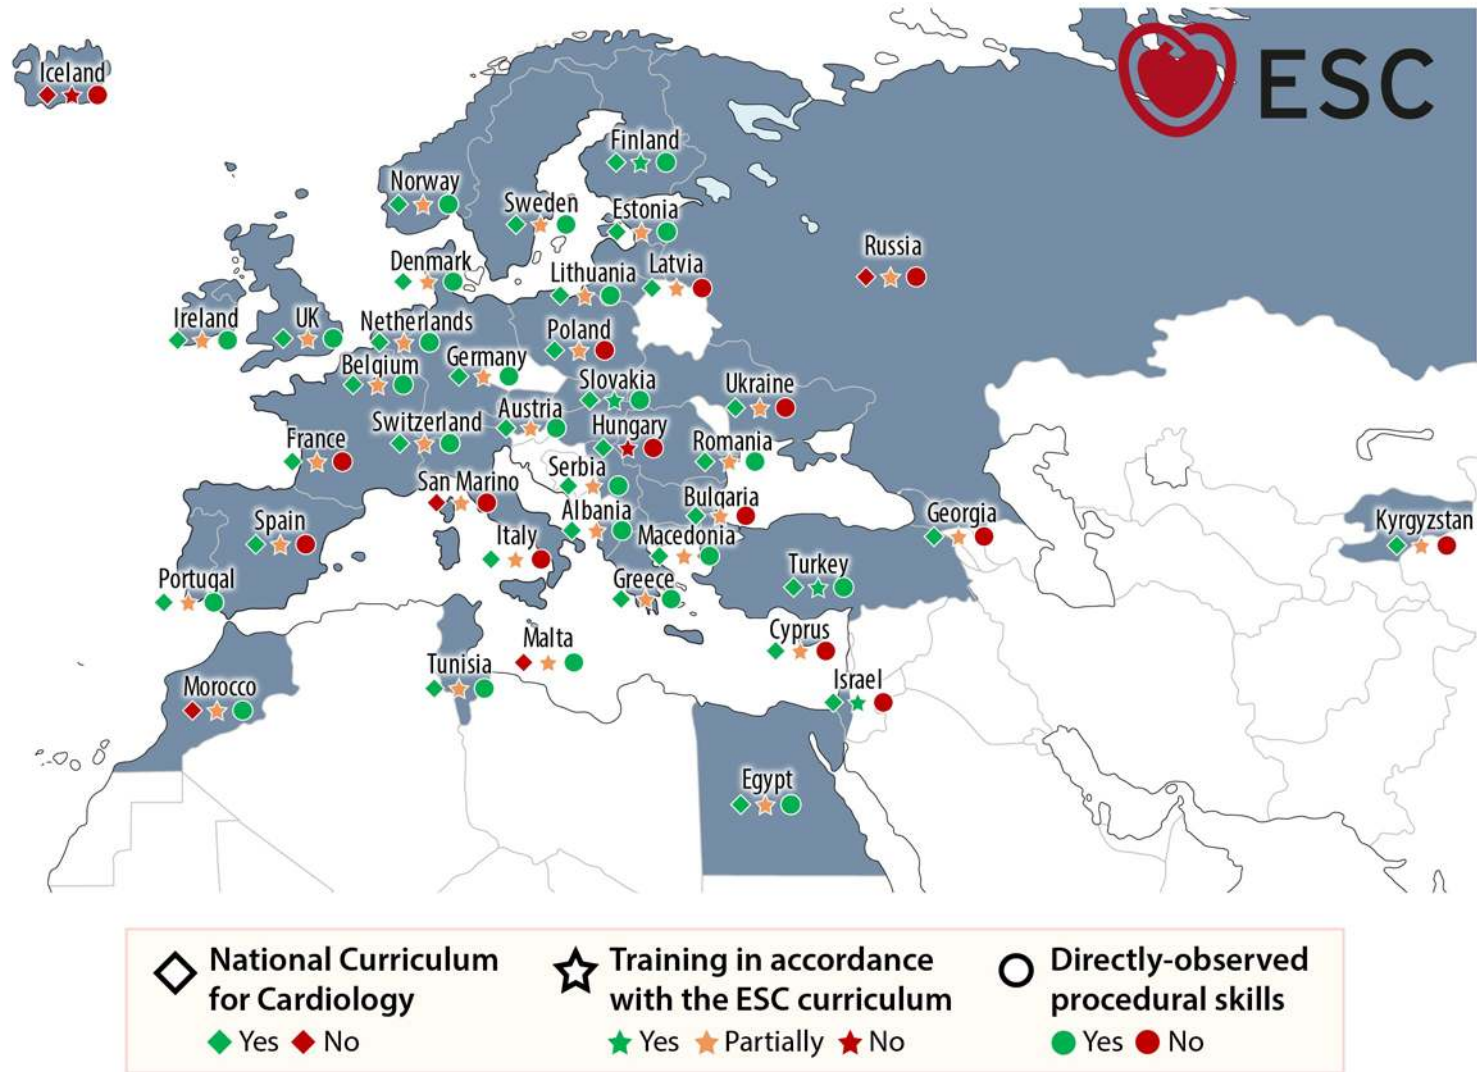 Iceland
ESC
Finland
Norway
Sweden
Estonia
Russia
Denmark
Lithuania
Latvia
Ireland
UK
Netherlands
Poland
Belgium
Germany
Slovakia
Ukraine
Switzerland
Austria
Hungary
France
Romania
Serbia
San Marino
Bulgaria
Albania
Georgia
Kyrgyzstan
Spain
Italy
Macedonia
Turkey
Portugal
Greece
Cyprus
Malta
Tunisia
Israel
Morocco
Egypt
National Curriculum
for Cardiology
Yes No
Training in accordance
with the ESC curriculum
Yes Partially No
Directly-observed
procedural skills
Yes No